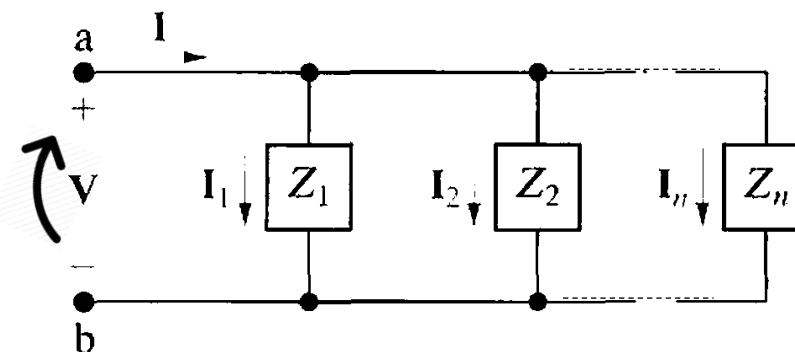 I
a
+
V
I₁ Z₁ I₂ Z₂ Iₙ Zₙ
−
b